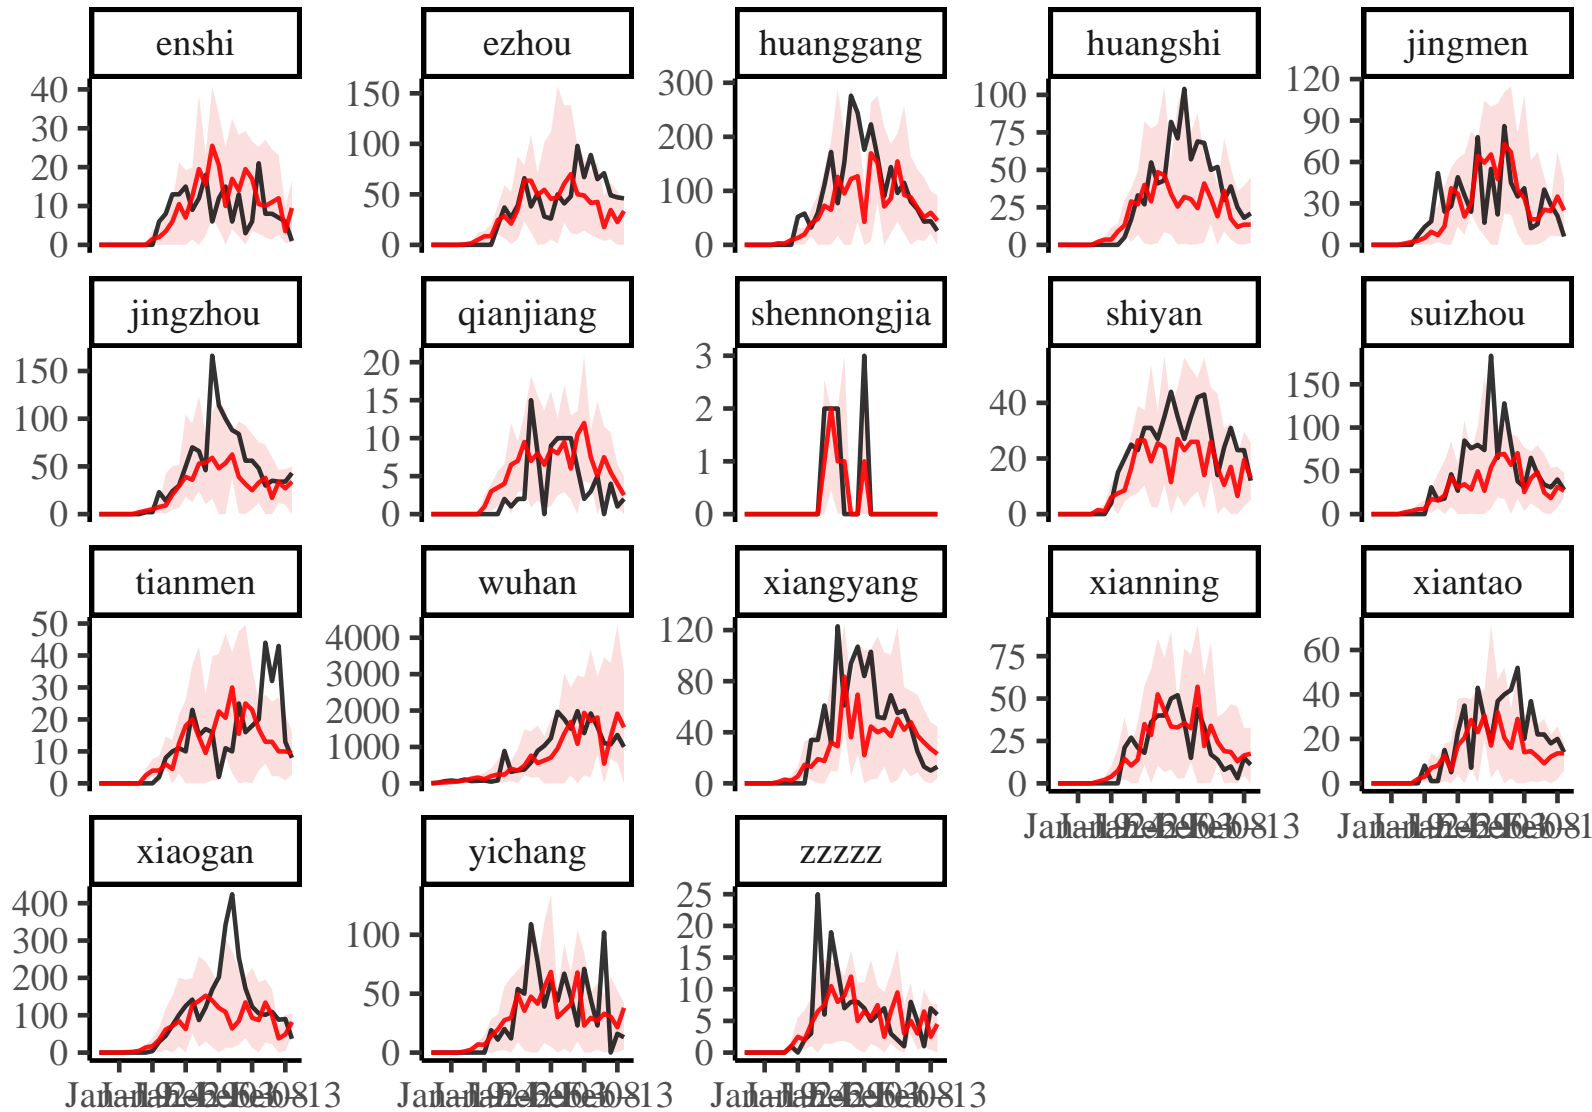 enshi ezhou huanggang huangshi jingmen
40 30 20 10 0
150 100 50 0
300 200 100 0
100 75 50 25 0
120 90 60 30 0
jingzhou qianjiang shennongjia shiyan suizhou
150 100 50 0
20 15 10 5 0
3 2 1 0
40 20 0
150 100 50 0
tianmen wuhan xiangyang xianning xiantao
50 40 30 20 10 0
4000 3000 2000 1000 0
120 80 40 0
75 50 25 0
60 40 20 0
xiaogan yichang zzzzz
400 300 200 100 0
100 50 0
25 20 15 10 5 0